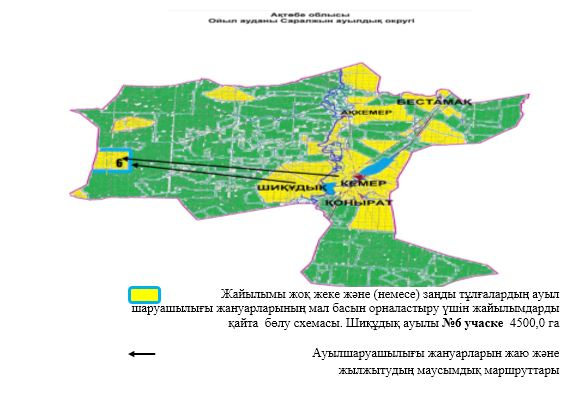 Ақтөбе облысы
Ойыл ауданы Саралжын ауылдық округі
БЕСТАМАҚ
АҚКЕМЕР
6
ШИҚҰДЫҚ
КЕМЕР
ҚОНЫРАТ
Жайылымы жоқ жеке және (немесе) заңды тұлғалардың ауыл
шаруашылығы жануарларының мал басын орналастыру үшін жайылымдарды
қайта бөлу схемасы. Шиқұдық ауылы №6 учаске 4500,0 га
Ауылшаруашылығы жануарларын жаю және
жылжытудың маусымдық маршруттары